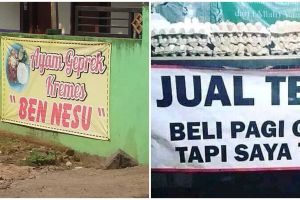 Ayam Geprek
Kremes
" BEN NESU "
JUAL TE
BELI PAGI
TAPI SAYA